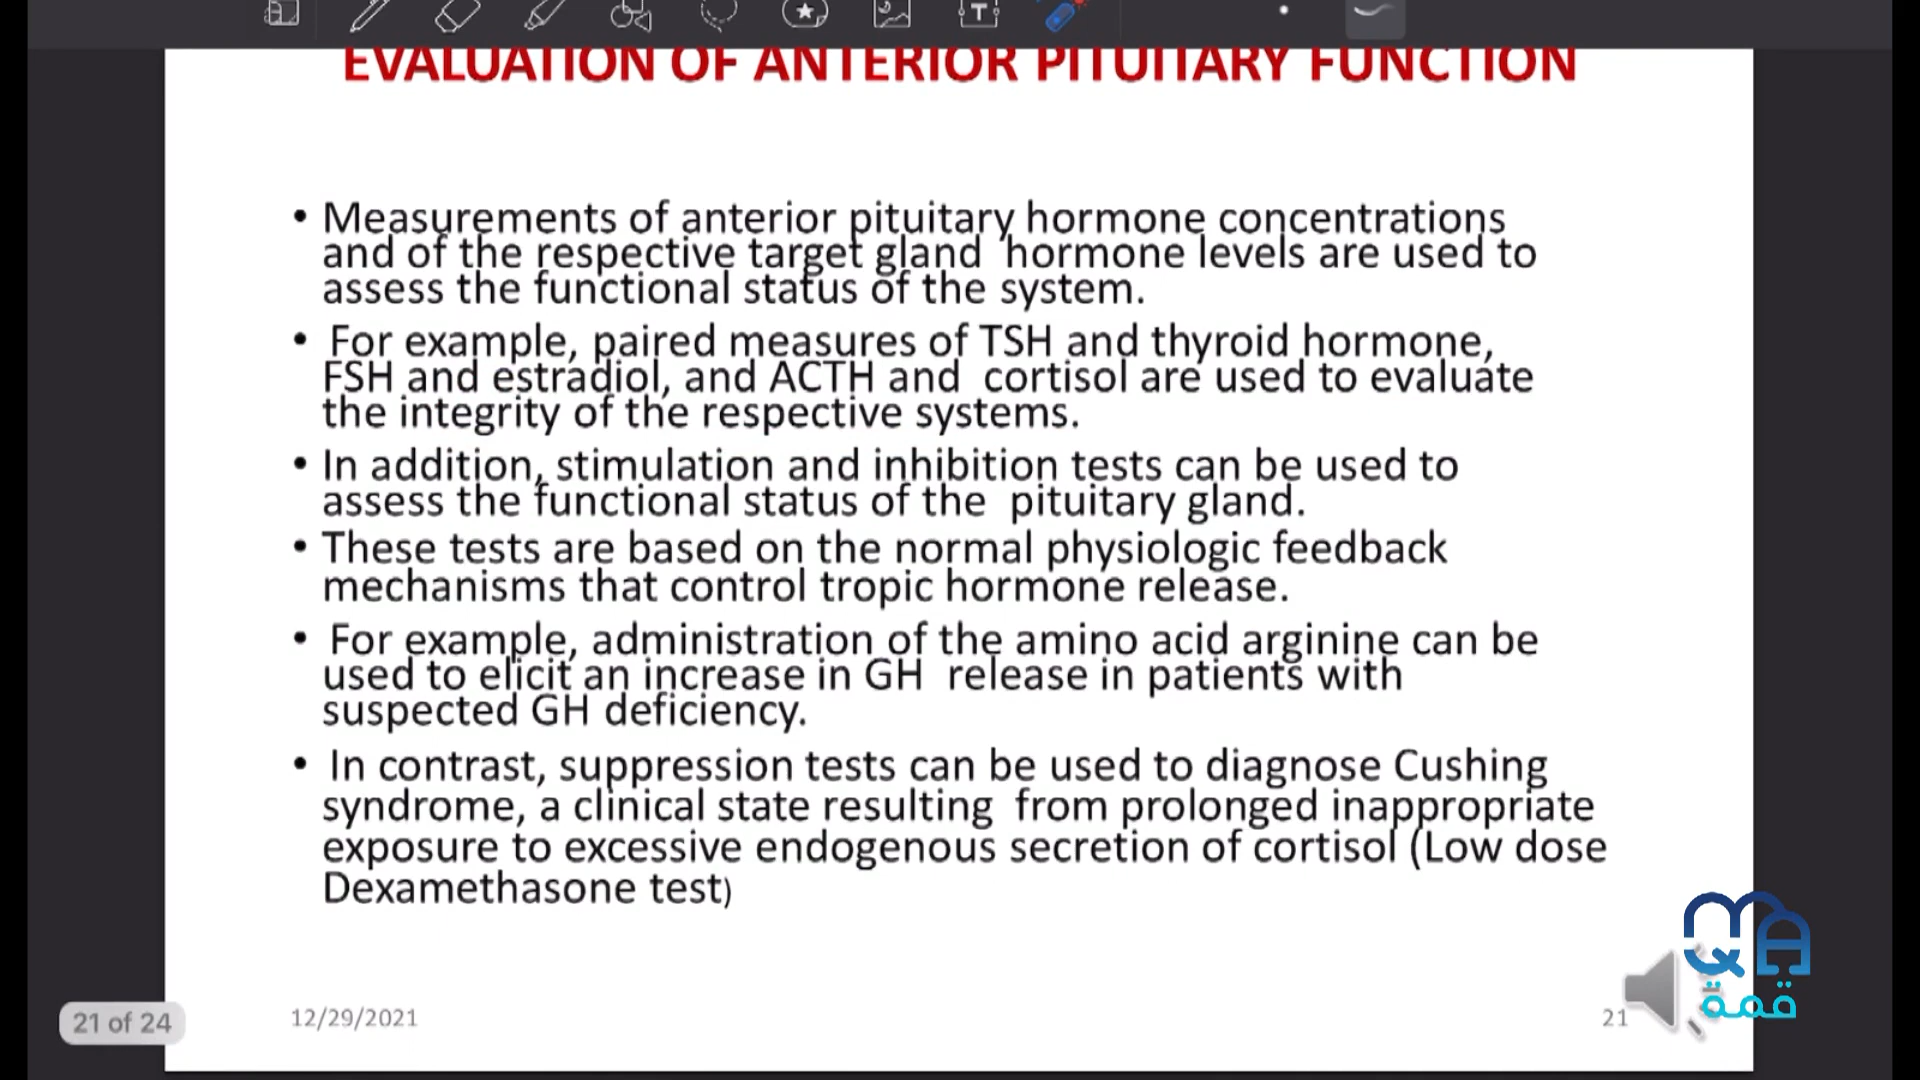 EVALUATION OF ANTERIOR PITUITARY FUNCTION
• Measurements of anterior pituitary hormone concentrations
and of the respective target gland hormone levels are used to
assess the functional status of the system.
• For example, paired measures of TSH and thyroid hormone,
FSH and estradiol, and ACTH and cortisol are used to evaluate
the integrity of the respective systems.
• In addition, stimulation and inhibition tests can be used to
assess the functional status of the pituitary gland.
• These tests are based on the normal physiologic feedback
mechanisms that control tropic hormone release.
• For example, administration of the amino acid arginine can be
used to elicit an increase in GH release in patients with
suspected GH deficiency.
• In contrast, suppression tests can be used to diagnose Cushing
syndrome, a clinical state resulting from prolonged inappropriate
exposure to excessive endogenous secretion of cortisol (Low dose
Dexamethasone test)
21 of 24
12/29/2021
21
قمة